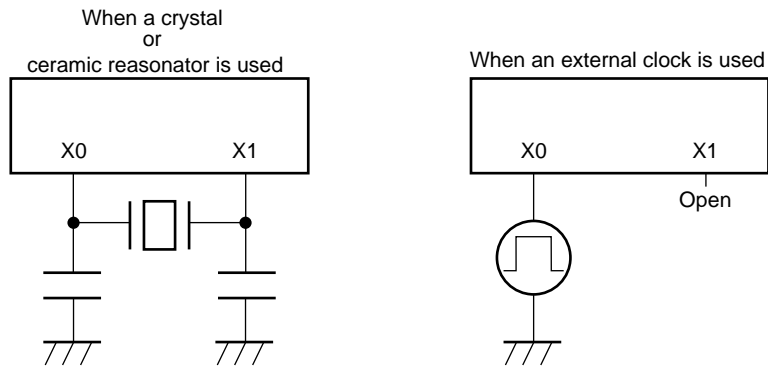 When a crystal
or
ceramic reasonator is used
X0
X1
When an external clock is used
X0
X1
Open